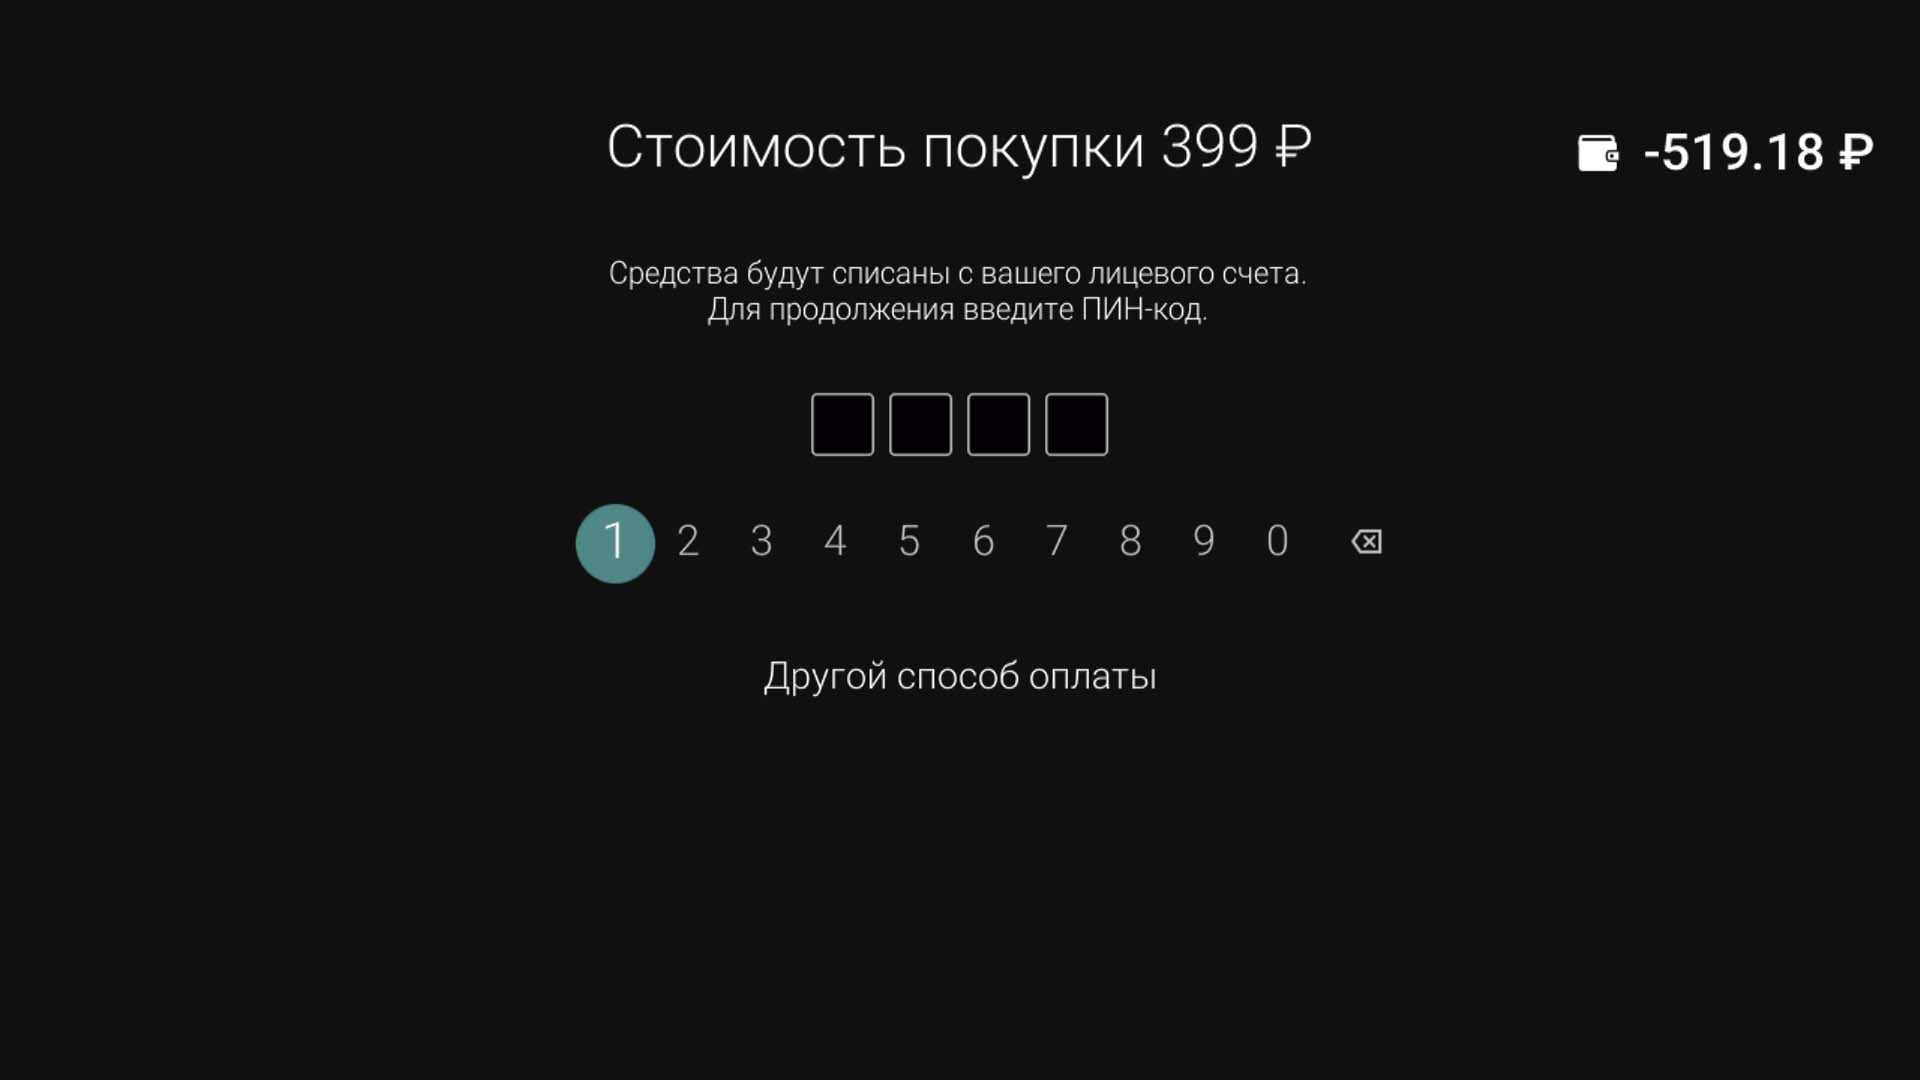 Стоимость покупки 399 ₽
-519.18 ₽
Средства будут списаны с вашего лицевого счета.
Для продолжения введите ПИН-код.
1 2 3 4 5 6 7 8 9 0
Другой способ оплаты